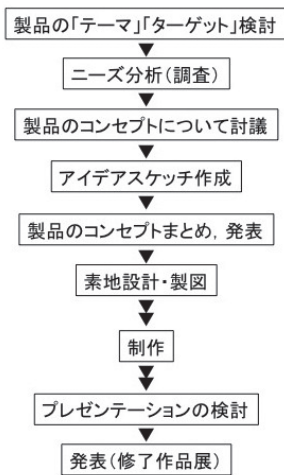 製品の「テーマ」「ターゲット」検討
ニーズ分析(調査)
製品のコンセプトについて討議
アイデアスケッチ作成
製品のコンセプトまとめ, 発表
素地設計・製図
制作
プレゼンテーションの検討
発表(修了作品展)